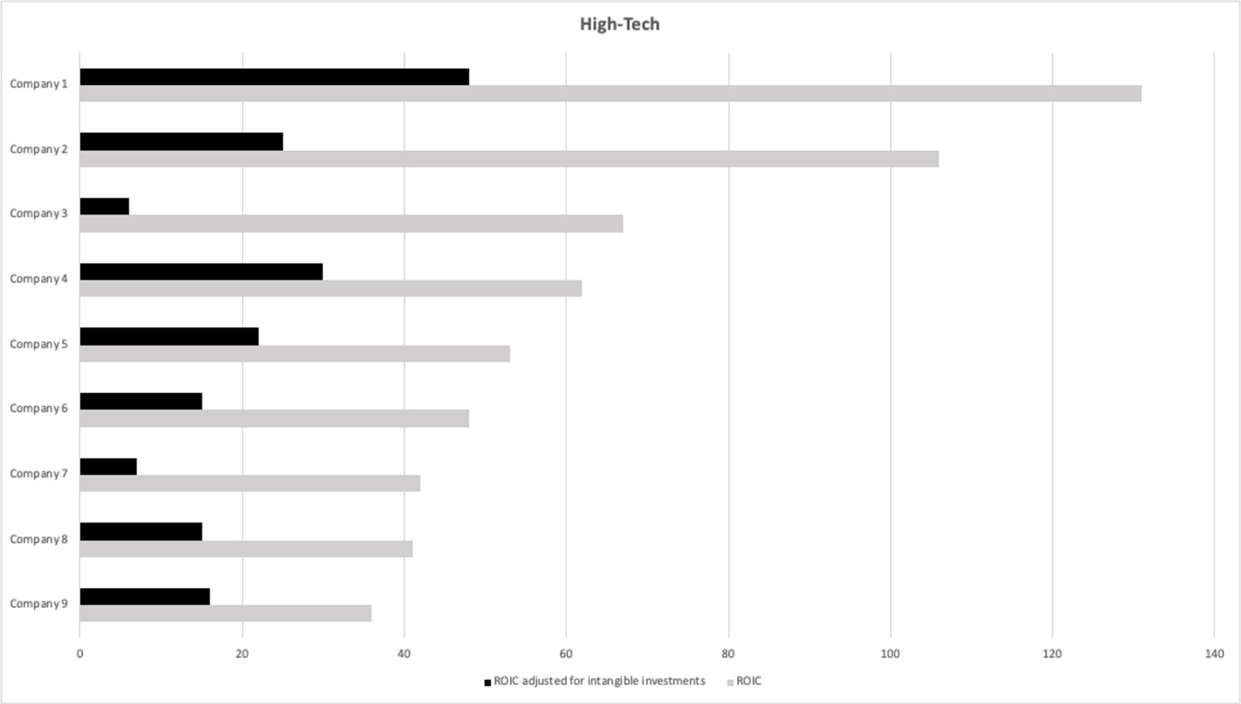 High-Tech
Company 1
Company 2
Company 3
Company 4
Company 5
Company 6
Company 7
Company 8
Company 9
0 20 40 60 80 100 120 140
ROIC adjusted for intangible investments ROIC